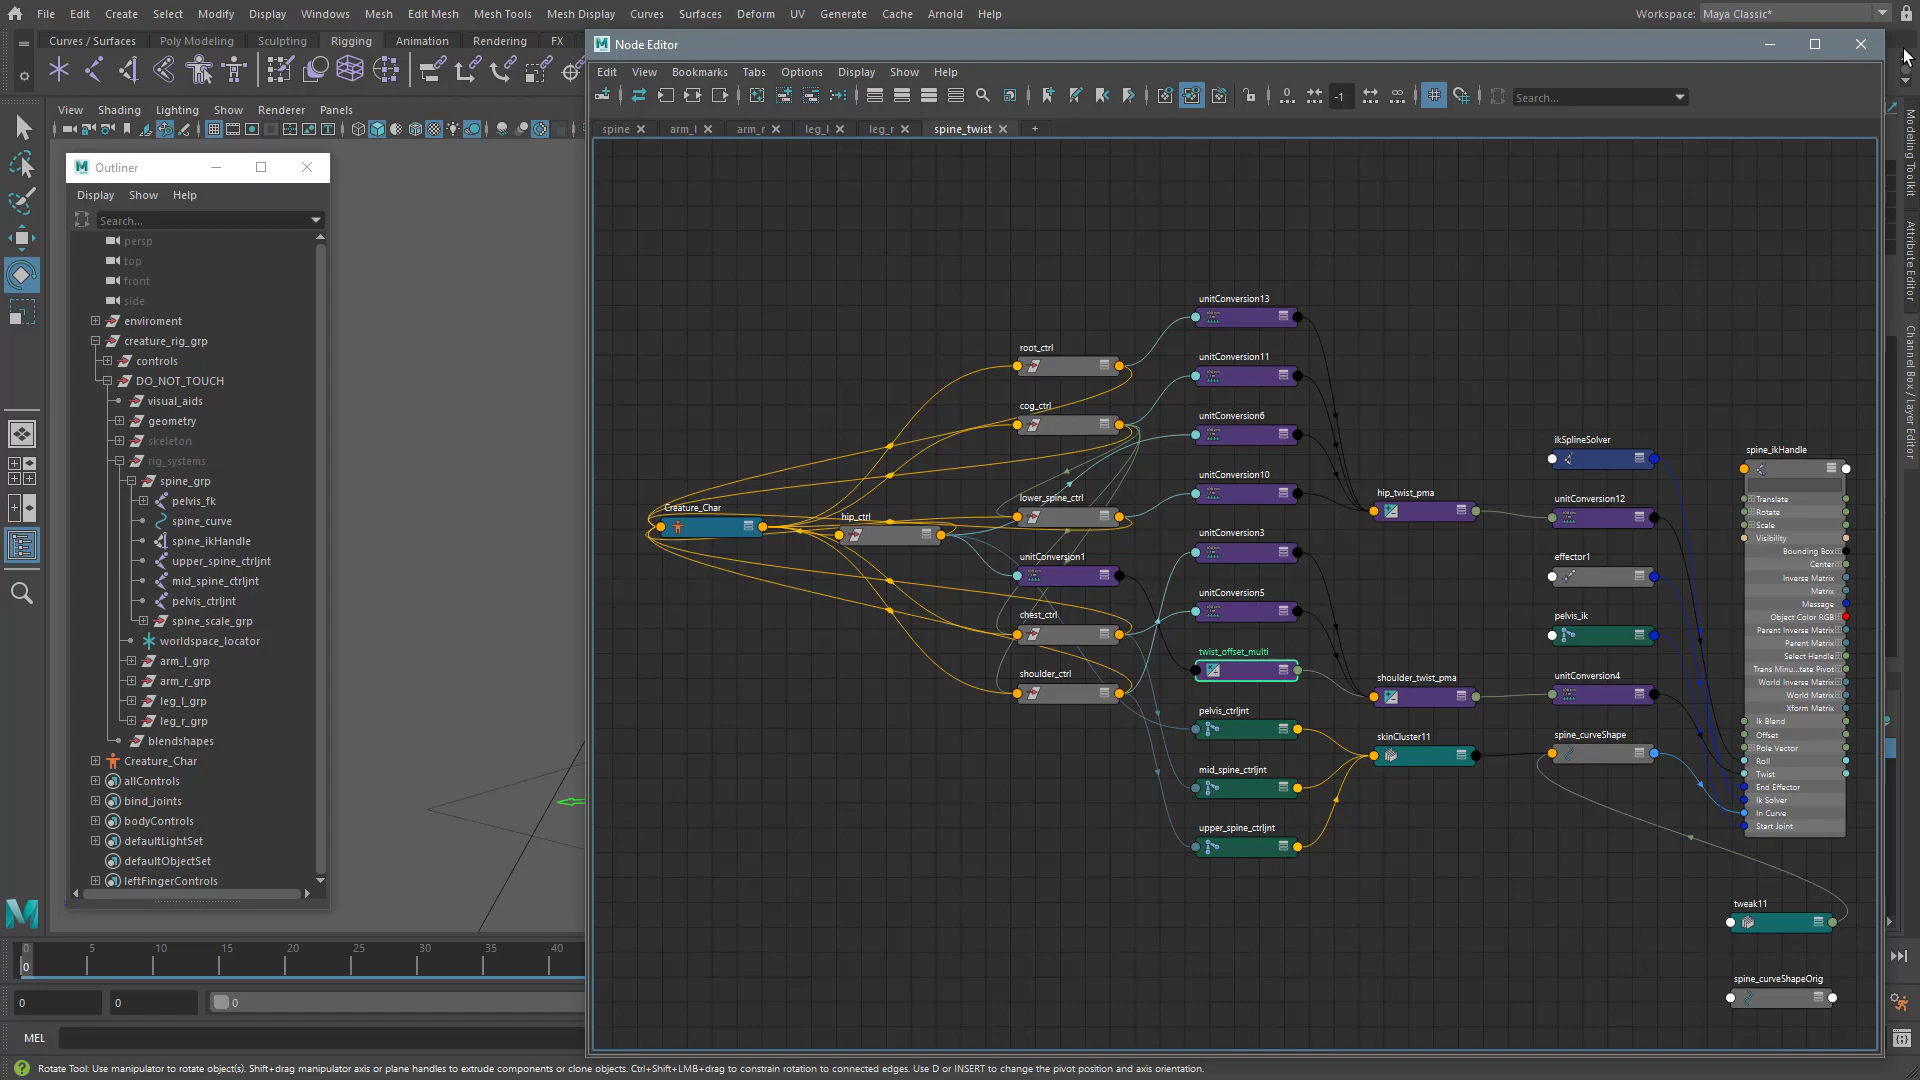 File Edit Create Select Modify Display Windows Mesh Edit Mesh Mesh Tools Mesh Display Curves Surfaces Deform UV Generate Cache Arnold Help
Workspace: Maya Classic*
Curves / Surfaces Poly Modeling Sculpting Rigging Animation Rendering FX
Node Editor
Edit View Bookmarks Tabs Options Display Show Help
-1
Search...
spine arm_l arm_r leg_l leg_r spine_twist +
View Shading Lighting Show Renderer Panels
Outliner
Display Show Help
Search...
persp
top
front
side
enviroment
creature_rig_grp
controls
DO_NOT_TOUCH
visual_aids
geometry
skeleton
rig_systems
spine_grp
pelvis_fk
spine_curve
spine_ikHandle
upper_spine_ctrljnt
mid_spine_ctrljnt
pelvis_ctrljnt
spine_scale_grp
worldspace_locator
arm_l_grp
arm_r_grp
leg_l_grp
leg_r_grp
blendshapes
Creature_Char
allControls
bind_joints
bodyControls
defaultLightSet
defaultObjectSet
leftFingerControls
Creature_Char
hip_ctrl
root_ctrl
cog_ctrl
lower_spine_ctrl
unitConversion1
chest_ctrl
shoulder_ctrl
unitConversion13
unitConversion11
unitConversion6
unitConversion10
unitConversion3
unitConversion5
twist_offset_multi
pelvis_ctrljnt
mid_spine_ctrljnt
upper_spine_ctrljnt
hip_twist_pma
shoulder_twist_pma
skinCluster11
ikSplineSolver
unitConversion12
effector1
pelvis_ik
unitConversion4
spine_curveShape
spine_ikHandle
Translate
Rotate
Scale
Visibility
Bounding Box
Center
Inverse Matrix
Matrix
Message
Object Color RGB
Parent Inverse Matrix
Parent Matrix
Select Handle
Trans Minu...tate Pivot
World Inverse Matrix
World Matrix
Xform Matrix
Ik Blend
Offset
Pole Vector
Roll
Twist
End Effector
Ik Solver
In Curve
Start Joint
tweak11
spine_curveShapeOrig
Modeling Toolkit
Attribute Editor
Channel Box / Layer Editor
0 5 10 15 20 25 30 35 40
0
0 0 0
MEL
Rotate Tool: Use manipulator to rotate object(s). Shift+drag manipulator axis or plane handles to extrude components or clone objects. Ctrl+Shift+LMB+drag to constrain rotation to connected edges. Use D or INSERT to change the pivot position and axis orientation.